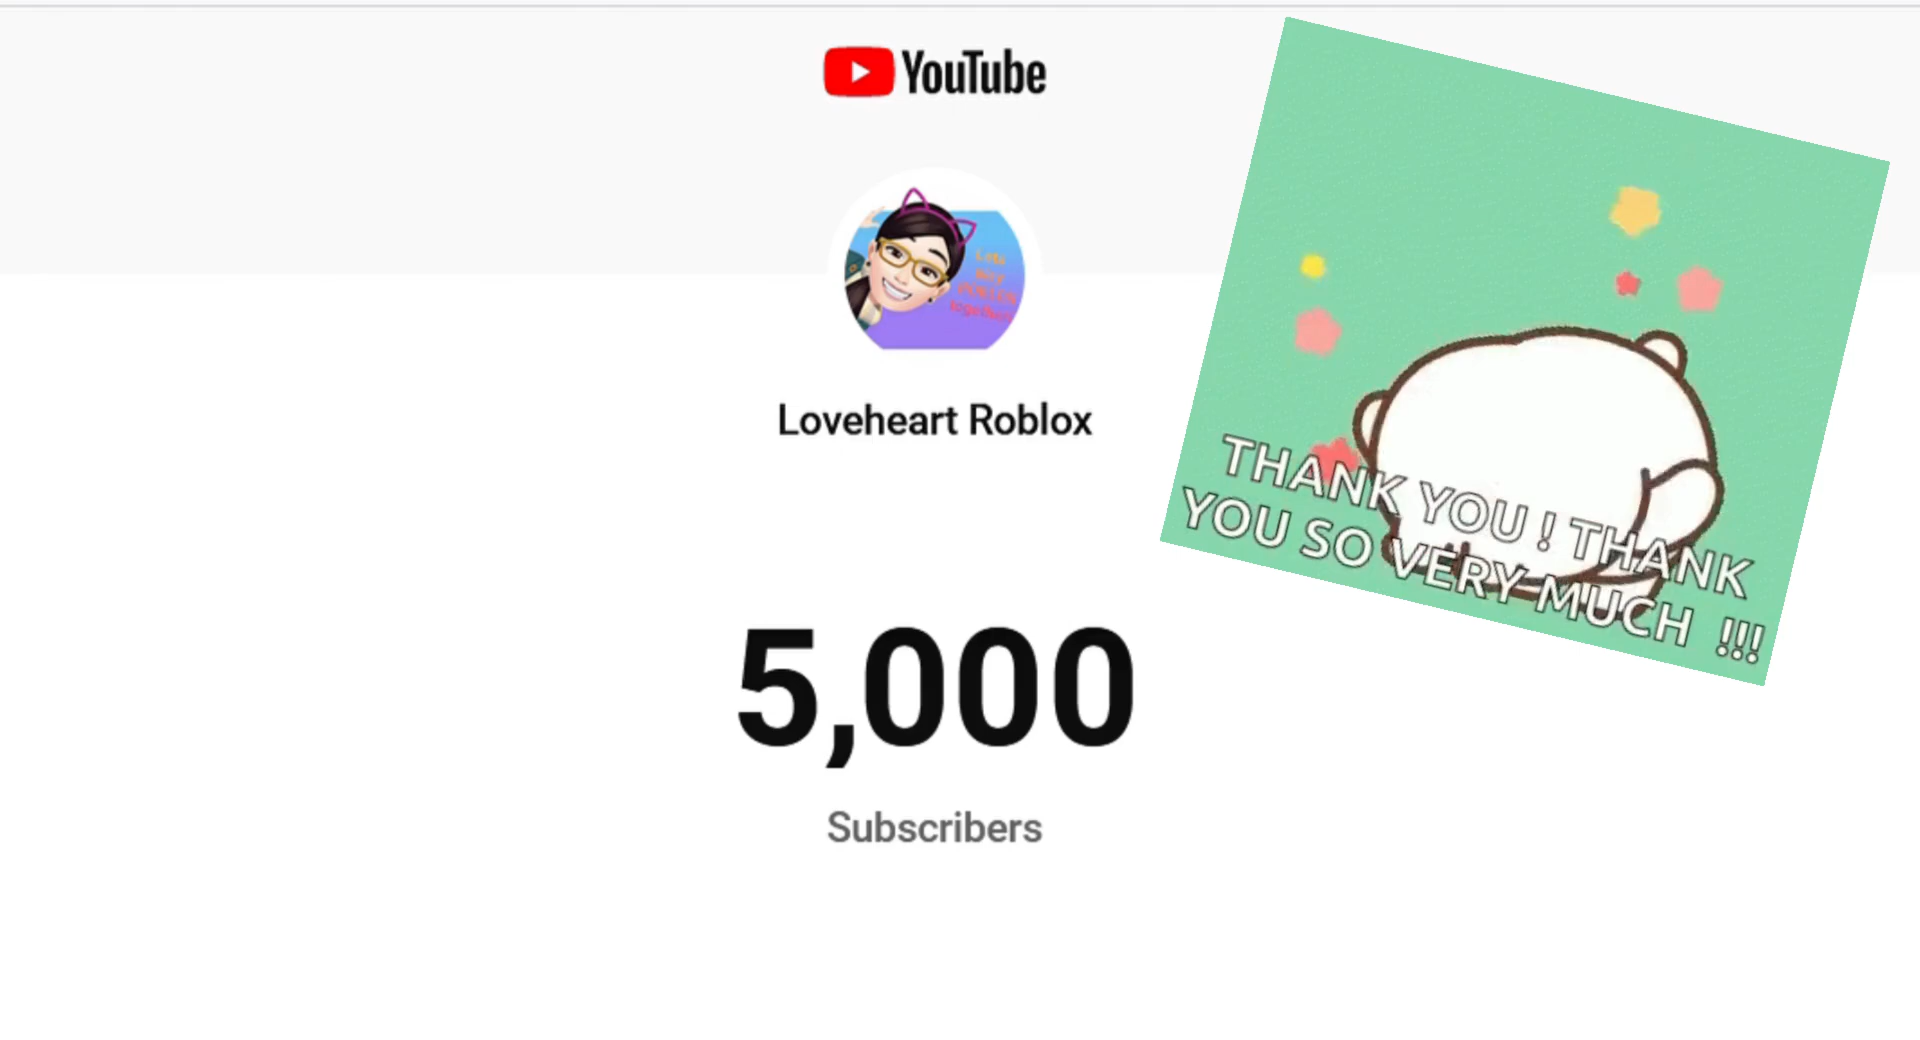 YouTube
Loveheart Roblox
5,000
Subscribers
THANK YOU ! THANK
YOU SO VERY MUCH !!!